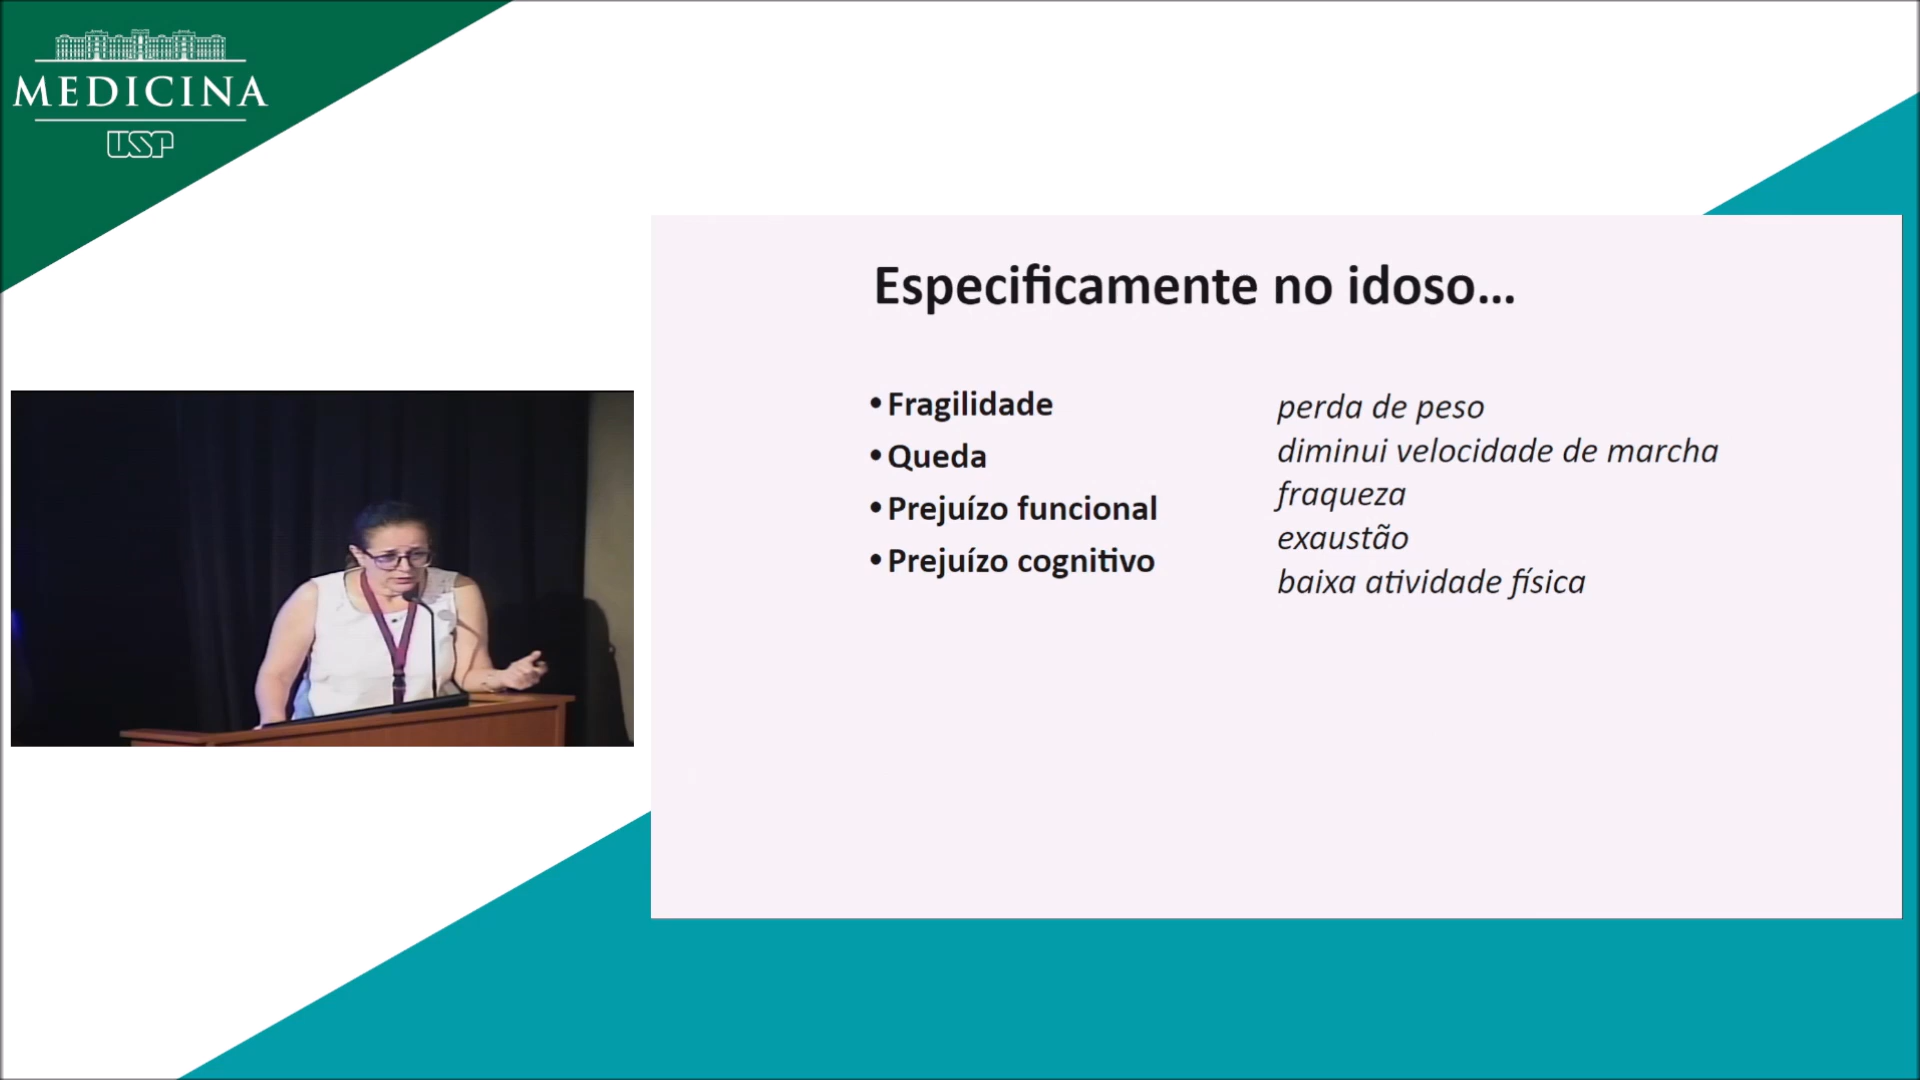 MEDICINA
USP
Especificamente no idoso...
• Fragilidade
• Queda
• Prejuízo funcional
• Prejuízo cognitivo
perda de peso
diminui velocidade de marcha
fraqueza
exaustão
baixa atividade física